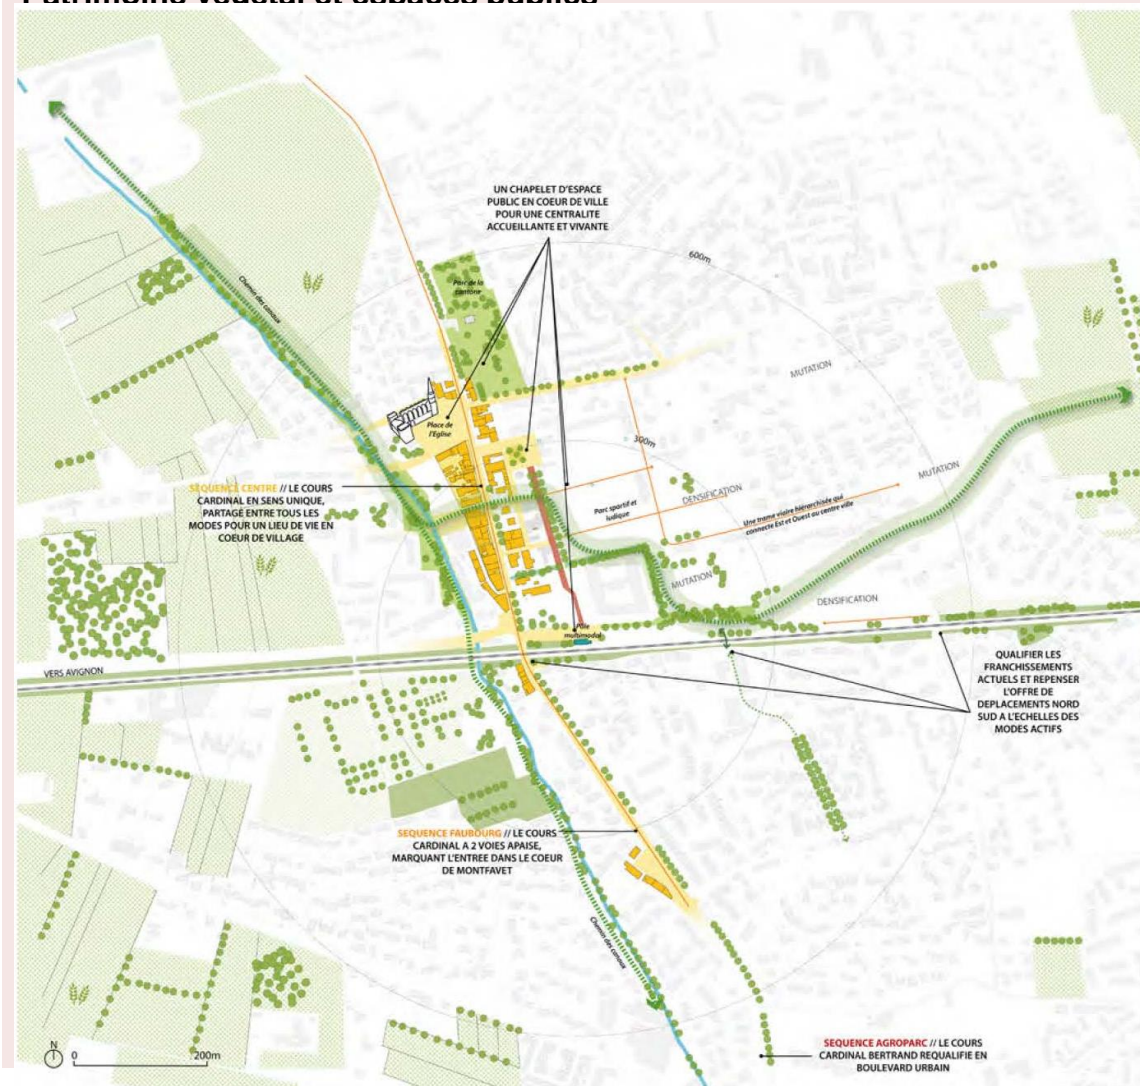 Patrimoine végétal et espaces publics
UN CHAPELET D'ESPACE
PUBLIC EN COEUR DE VILLE
POUR UNE CENTRALITE
ACCUEILLANTE ET VIVANTE
600m
Parc de la
cantone
Chemin des canaux
MUTATION
Place de
l'Eglise
300m
MUTATION
SEQUENCE CENTRE // LE COURS
CARDINAL EN SENS UNIQUE,
PARTAGÉ ENTRE TOUS LES
MODES POUR UN LIEU DE VIE EN
COEUR DE VILLAGE
DENSIFICATION
Parc sportif et
ludique
Une trame viaire hiérarchisée qui
connecte Est et Ouest au centre ville
MUTATION
DENSIFICATION
Pôle
multimodal
VERS AVIGNON
QUALIFIER LES
FRANCHISSEMENTS
ACTUELS ET REPENSER
L'OFFRE DE
DEPLACEMENTS NORD
SUD A L'ECHELLES DES
MODES ACTIFS
SEQUENCE FAUBOURG // LE COURS
CARDINAL A 2 VOIES APAISE,
MARQUANT L'ENTREE DANS LE COEUR
DE MONTFAVET
Chemin des canaux
N
0 200m
SEQUENCE AGROPARC // LE COURS
CARDINAL BERTRAND REQUALIFIE EN
BOULEVARD URBAIN